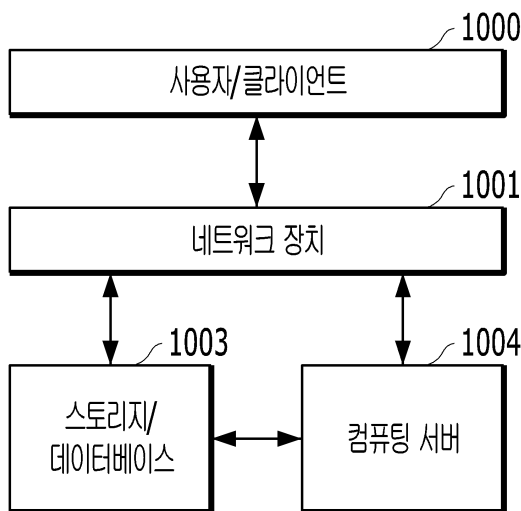 1000
사용자/클라이언트
1001
네트워크 장치
1003
스토리지/
데이터베이스
1004
컴퓨팅 서버